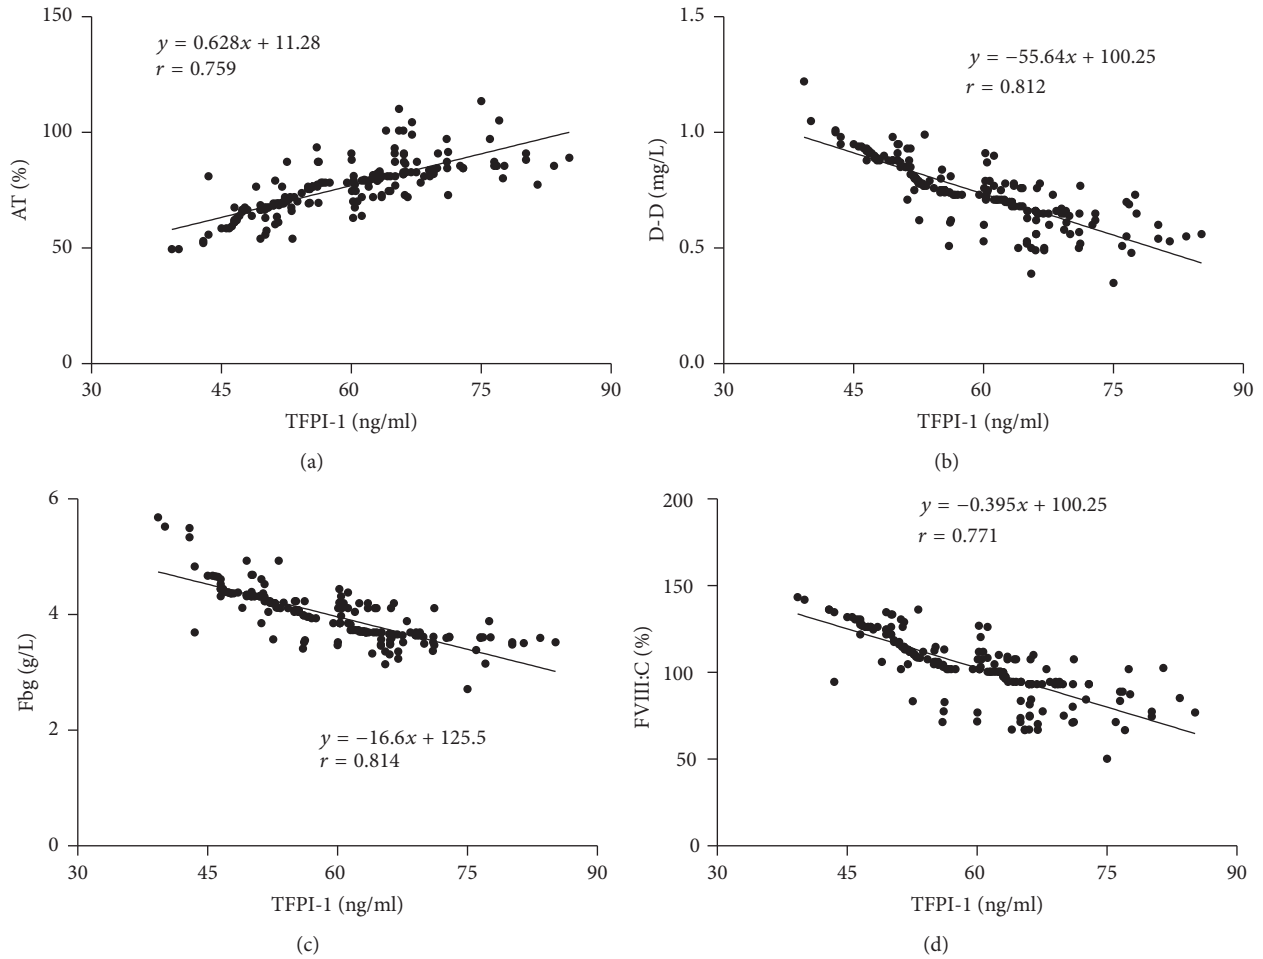 150
100
50
0
AT (%)
y = 0.628x + 11.28
r = 0.759
30 45 60 75 90
TFPI-1 (ng/ml)
(a)
1.5
1.0
0.5
0.0
D-D (mg/L)
y = −55.64x + 100.25
r = 0.812
30 45 60 75 90
TFPI-1 (ng/ml)
(b)
6
4
2
0
Fbg (g/L)
y = −16.6x + 125.5
r = 0.814
30 45 60 75 90
TFPI-1 (ng/ml)
(c)
200
150
100
50
0
FVIII:C (%)
y = −0.395x + 100.25
r = 0.771
30 45 60 75 90
TFPI-1 (ng/ml)
(d)